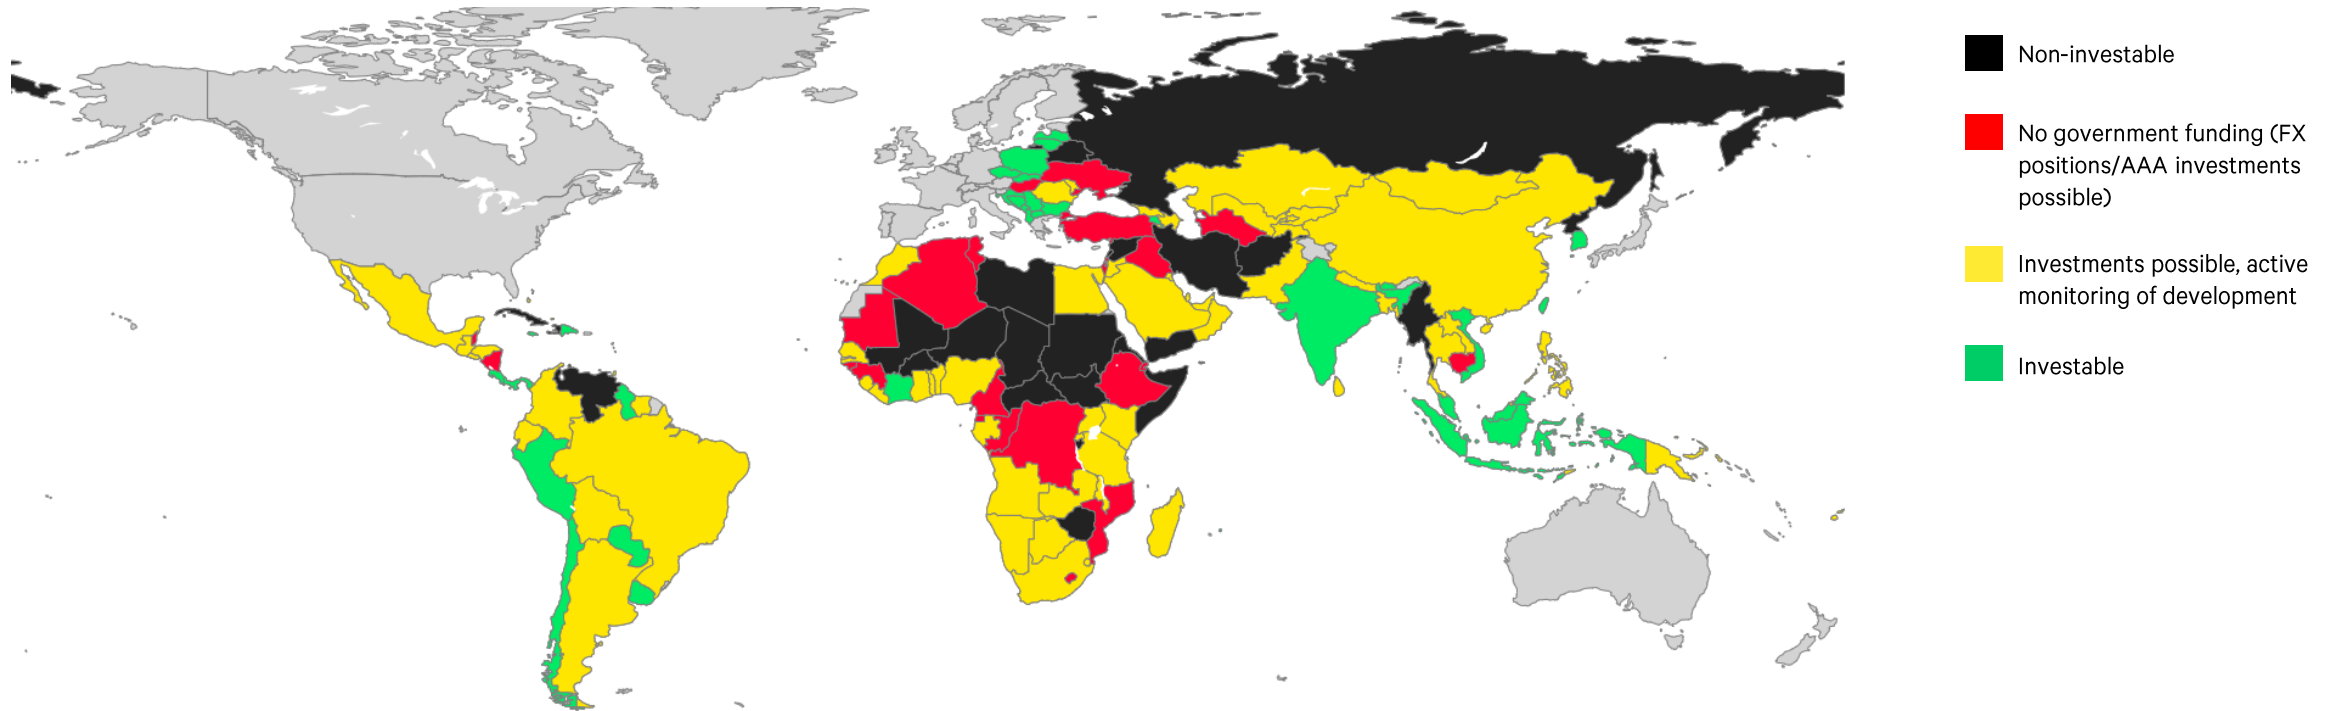 Non-investable
No government funding (FX
positions/AAA investments
possible)
Investments possible, active
monitoring of development
Investable